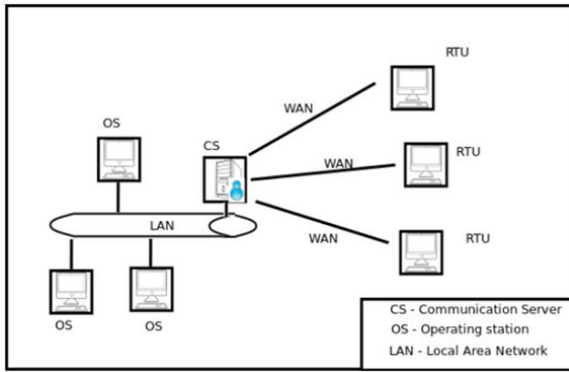 RTU
WAN
OS
CS
WAN
RTU
LAN
WAN
RTU
OS
OS
CS - Communication Server
OS - Operating station
LAN - Local Area Network